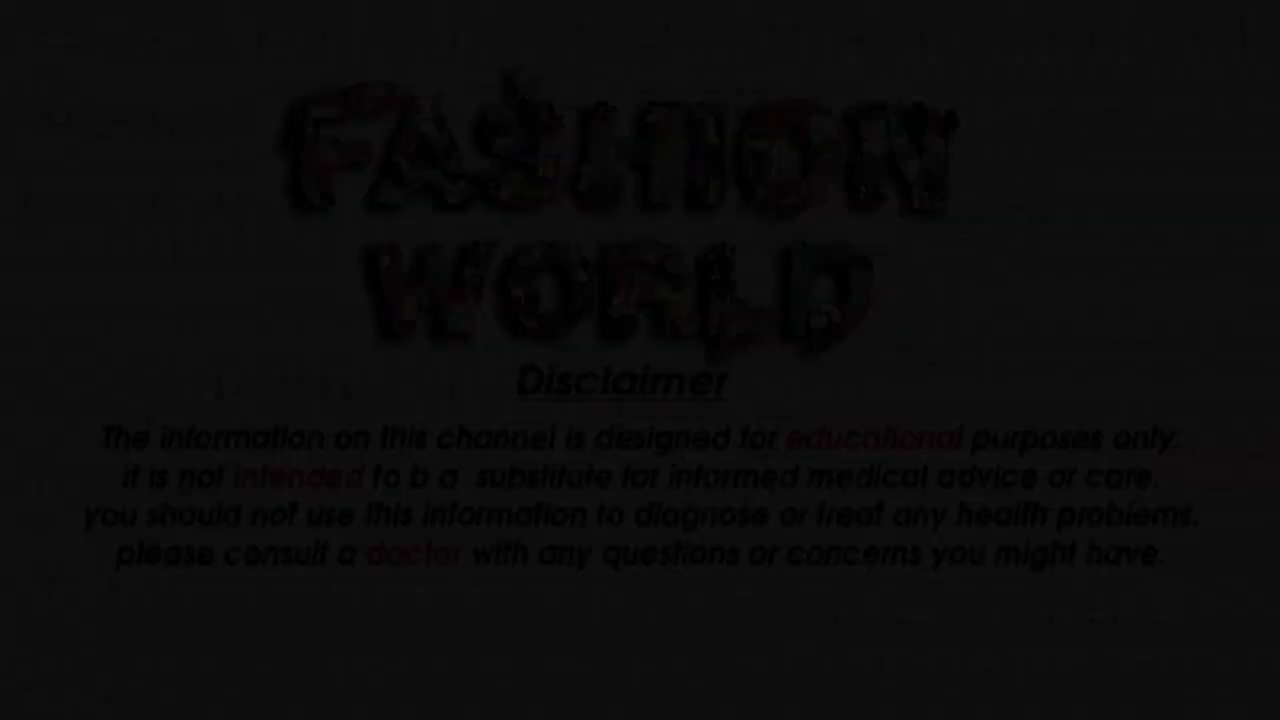 FASHION
WORLD
Disclaimer
The information on this channel is designed for educational purposes only.
it is not intended to b a substitute for informed medical advice or care.
you should not use this information to diagnose or treat any health problems.
please consult a doctor with any questions or concerns you might have.